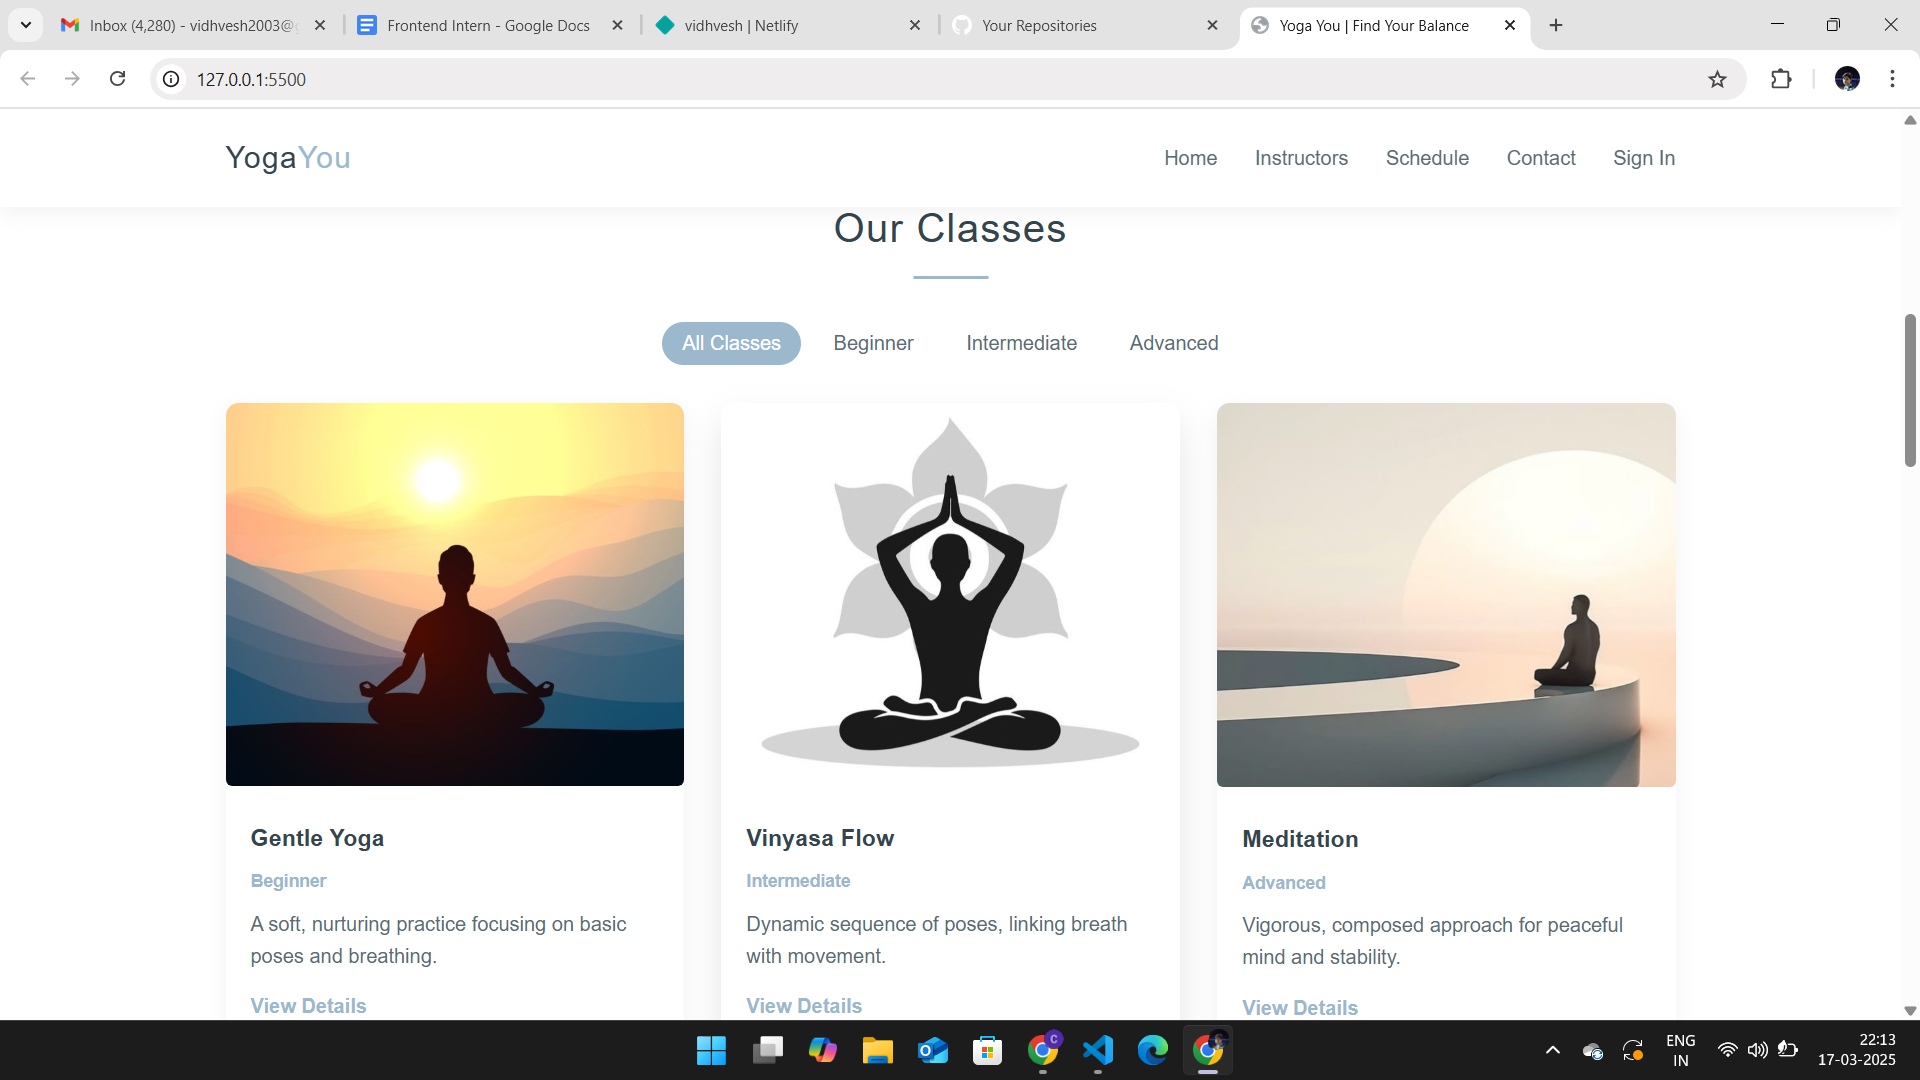 Inbox (4,280) - vidhvesh2003@g
Frontend Intern - Google Docs
vidhvesh | Netlify
Your Repositories
Yoga You | Find Your Balance
127.0.0.1:5500
YogaYou
Home
Instructors
Schedule
Contact
Sign In
Our Classes
All Classes
Beginner
Intermediate
Advanced
Gentle Yoga
Beginner
A soft, nurturing practice focusing on basic
poses and breathing.
View Details
Vinyasa Flow
Intermediate
Dynamic sequence of poses, linking breath
with movement.
View Details
Meditation
Advanced
Vigorous, composed approach for peaceful
mind and stability.
View Details
C
ENG
IN
22:13
17-03-2025